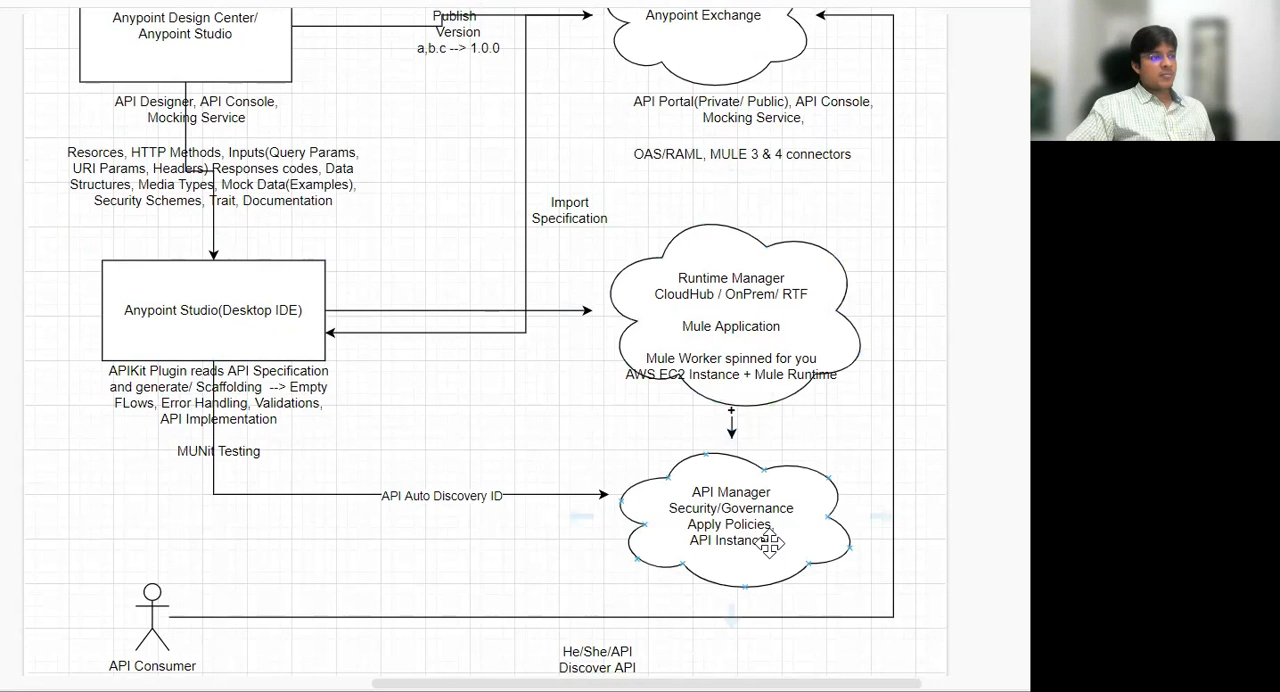 Anypoint Design Center/
Anypoint Studio
Publish
Version
a,b.c --> 1.0.0
Anypoint Exchange
API Designer, API Console,
Mocking Service
API Portal(Private/ Public), API Console,
Mocking Service,
OAS/RAML, MULE 3 & 4 connectors
Resorces, HTTP Methods, Inputs(Query Params,
URI Params, Headers) Responses codes, Data
Structures, Media Types, Mock Data(Examples),
Security Schemes, Trait, Documentation
Import
Specification
Anypoint Studio(Desktop IDE)
Runtime Manager
CloudHub / OnPrem/ RTF
Mule Application
Mule Worker spinned for you
AWS EC2 Instance + Mule Runtime
APIKit Plugin reads API Specification
and generate/ Scaffolding --> Empty
FLows, Error Handling, Validations,
API Implementation
MUNit Testing
+
API Auto Discovery ID
API Manager
Security/Governance
Apply Policies,
API
API Consumer
He/She/API
Discover API